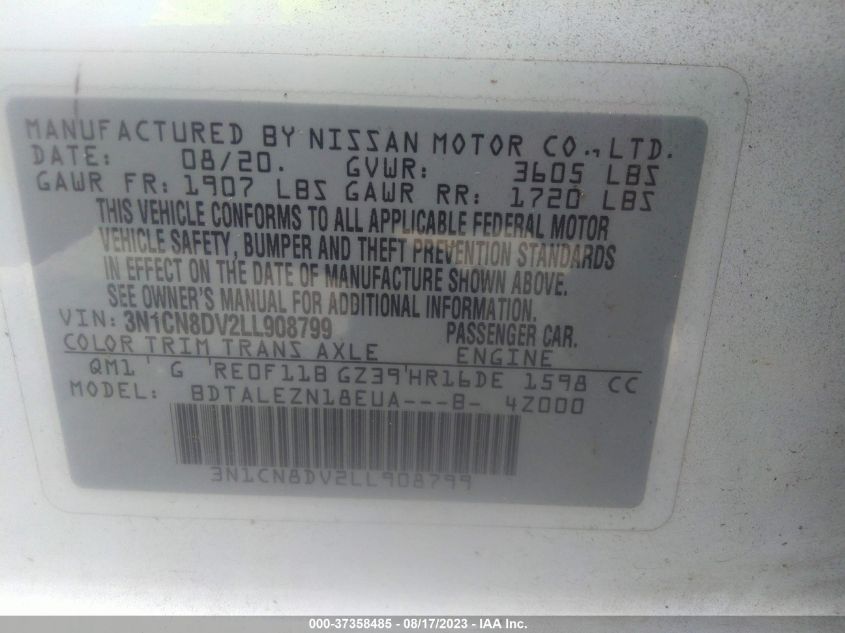 MANUFACTURED BY NISSAN MOTOR CO., LTD.
DATE: 08/20. GVWR: 3605 LBS
GAWR FR: 1907 LBS GAWR RR: 1720 LBS
THIS VEHICLE CONFORMS TO ALL APPLICABLE FEDERAL MOTOR
VEHICLE SAFETY, BUMPER AND THEFT PREVENTION STANDARDS
IN EFFECT ON THE DATE OF MANUFACTURE SHOWN ABOVE.
SEE OWNER'S MANUAL FOR ADDITIONAL INFORMATION.
VIN: 3N1CN8DV2LL908799 PASSENGER CAR.
COLOR TRIM TRANS AXLE ENGINE
QM1 ' G 'RE0F11B GZ39'HR16DE 1598 CC
MODEL: BDTALEZN18EUA---B- 4Z000
3N1CN8DV2LL908799
000-37358485 - 08/17/2023 - IAA Inc.